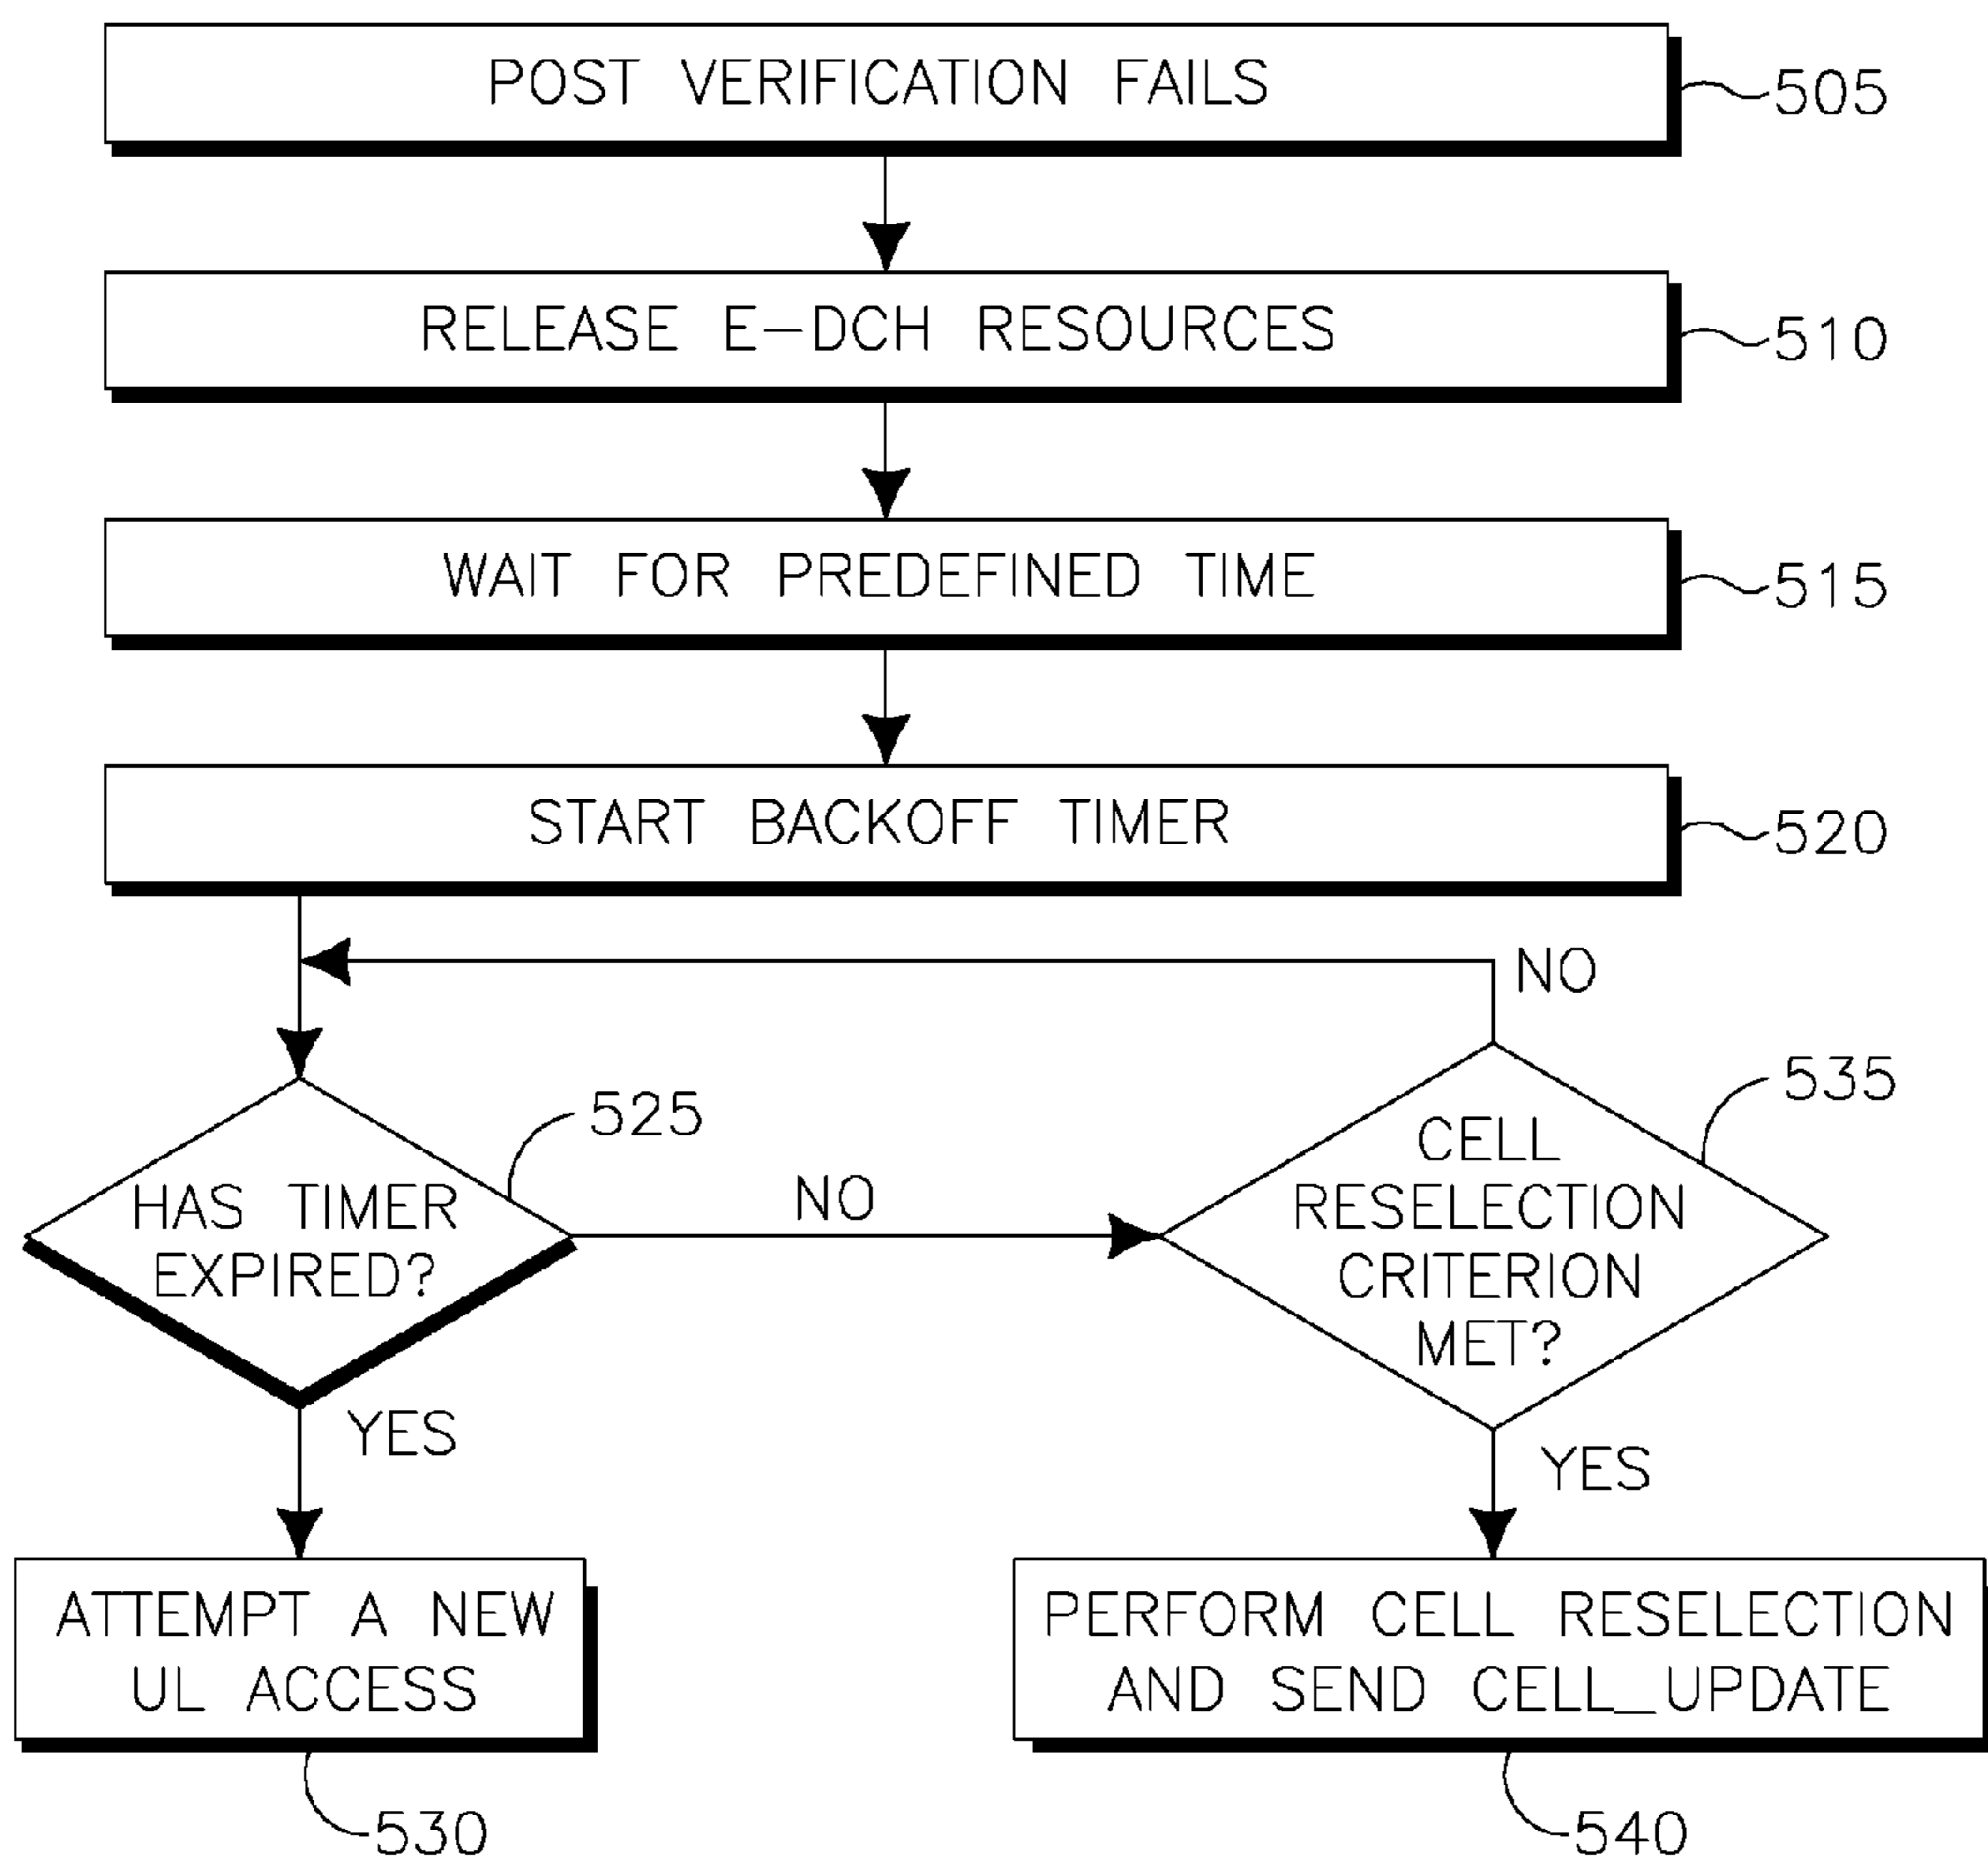 POST VERIFICATION FAILS
505
RELEASE E-DCH RESOURCES
510
WAIT FOR PREDEFINED TIME
515
START BACKOFF TIMER
520
NO
535
525
HAS TIMER
EXPIRED?
NO
CELL
RESELECTION
CRITERION
MET?
YES
YES
ATTEMPT A NEW
UL ACCESS
530
PERFORM CELL RESELECTION
AND SEND CELL_UPDATE
540